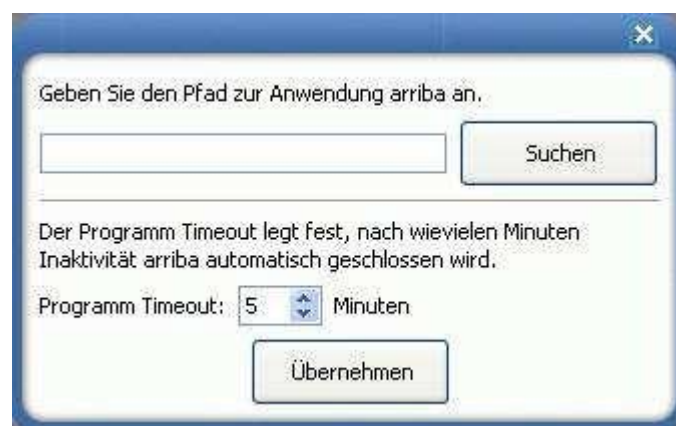 Geben Sie den Pfad zur Anwendung arriba an.
Suchen
Der Programm Timeout legt fest, nach wievielen Minuten
Inaktivität arriba automatisch geschlossen wird.
Programm Timeout: 5 Minuten
Übernehmen